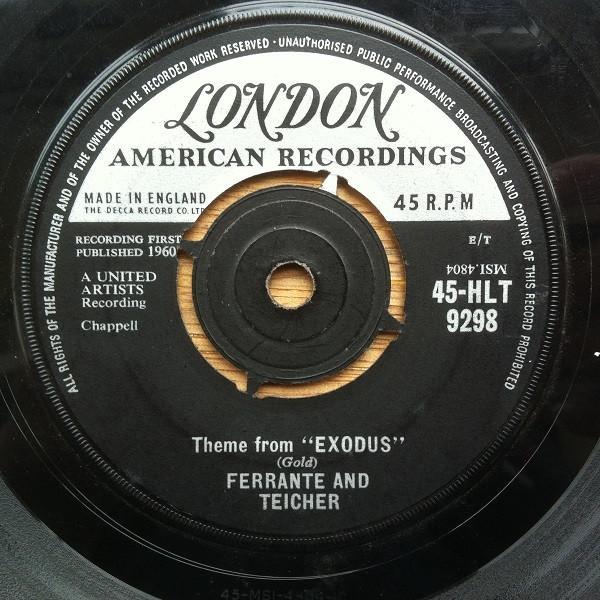 ALL RIGHTS OF THE MANUFACTURER AND OF THE OWNER OF THE RECORDED WORK RESERVED · UNAUTHORISED PUBLIC PERFORMANCE BROADCASTING AND COPYING OF THIS RECORD PROHIBITED
LONDON
AMERICAN RECORDINGS
MADE IN ENGLAND
THE DECCA RECORD CO. LTD
45 R.P.M
RECORDING FIRST
PUBLISHED 1960
E/T
A UNITED
ARTISTS
Recording
MSI.4804
45-HLT
9298
Chappell
Theme from "EXODUS"
(Gold)
FERRANTE AND
TEICHER